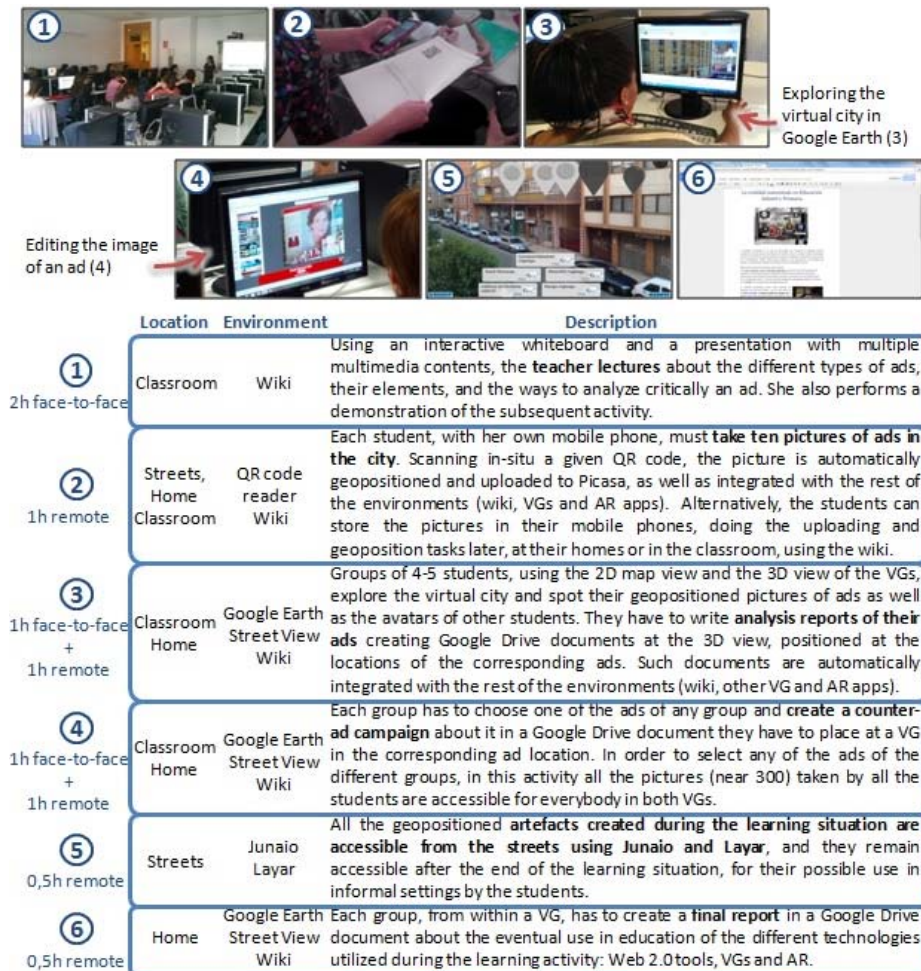 1
2
3
Exploring the
virtual city in
Google Earth (3)
4
5
6
Editing the image
of an ad (4)
Location Environment Description
1
2h face-to-face
Classroom
Wiki
Using an interactive whiteboard and a presentation with multiple
multimedia contents, the teacher lectures about the different types of ads,
their elements, and the ways to analyze critically an ad. She also performs a
demonstration of the subsequent activity.
2
1h remote
Streets,
Home
Classroom
QR code
reader
Wiki
Each student, with her own mobile phone, must take ten pictures of ads in
the city. Scanning in-situ a given QR code, the picture is automatically
geopositioned and uploaded to Picasa, as well as integrated with the rest of
the environments (wiki, VGs and AR apps). Alternatively, the students can
store the pictures in their mobile phones, doing the uploading and
geoposition tasks later, at their homes or in the classroom, using the wiki.
3
1h face-to-face
+
1h remote
Classroom
Home
Google Earth
Street View
Wiki
Groups of 4-5 students, using the 2D map view and the 3D view of the VGs,
explore the virtual city and spot their geopositioned pictures of ads as well
as the avatars of other students. They have to write analysis reports of their
ads creating Google Drive documents at the 3D view, positioned at the
locations of the corresponding ads. Such documents are automatically
integrated with the rest of the environments (wiki, other VG and AR apps).
4
1h face-to-face
+
1h remote
Classroom
Home
Google Earth
Street View
Wiki
Each group has to choose one of the ads of any group and create a counter-
ad campaign about it in a Google Drive document they have to place at a VG
in the corresponding ad location. In order to select any of the ads of the
different groups, in this activity all the pictures (near 300) taken by all the
students are accessible for everybody in both VGs.
5
0,5h remote
Streets
Junaio
Layar
All the geopositioned artefacts created during the learning situation are
accessible from the streets using Junaio and Layar, and they remain
accessible after the end of the learning situation, for their possible use in
informal settings by the students.
6
0,5h remote
Home
Google Earth
Street View
Wiki
Each group, from within a VG, has to create a final report in a Google Drive
document about the eventual use in education of the different technologies
utilized during the learning activity: Web 2.0 tools, VGs and AR.